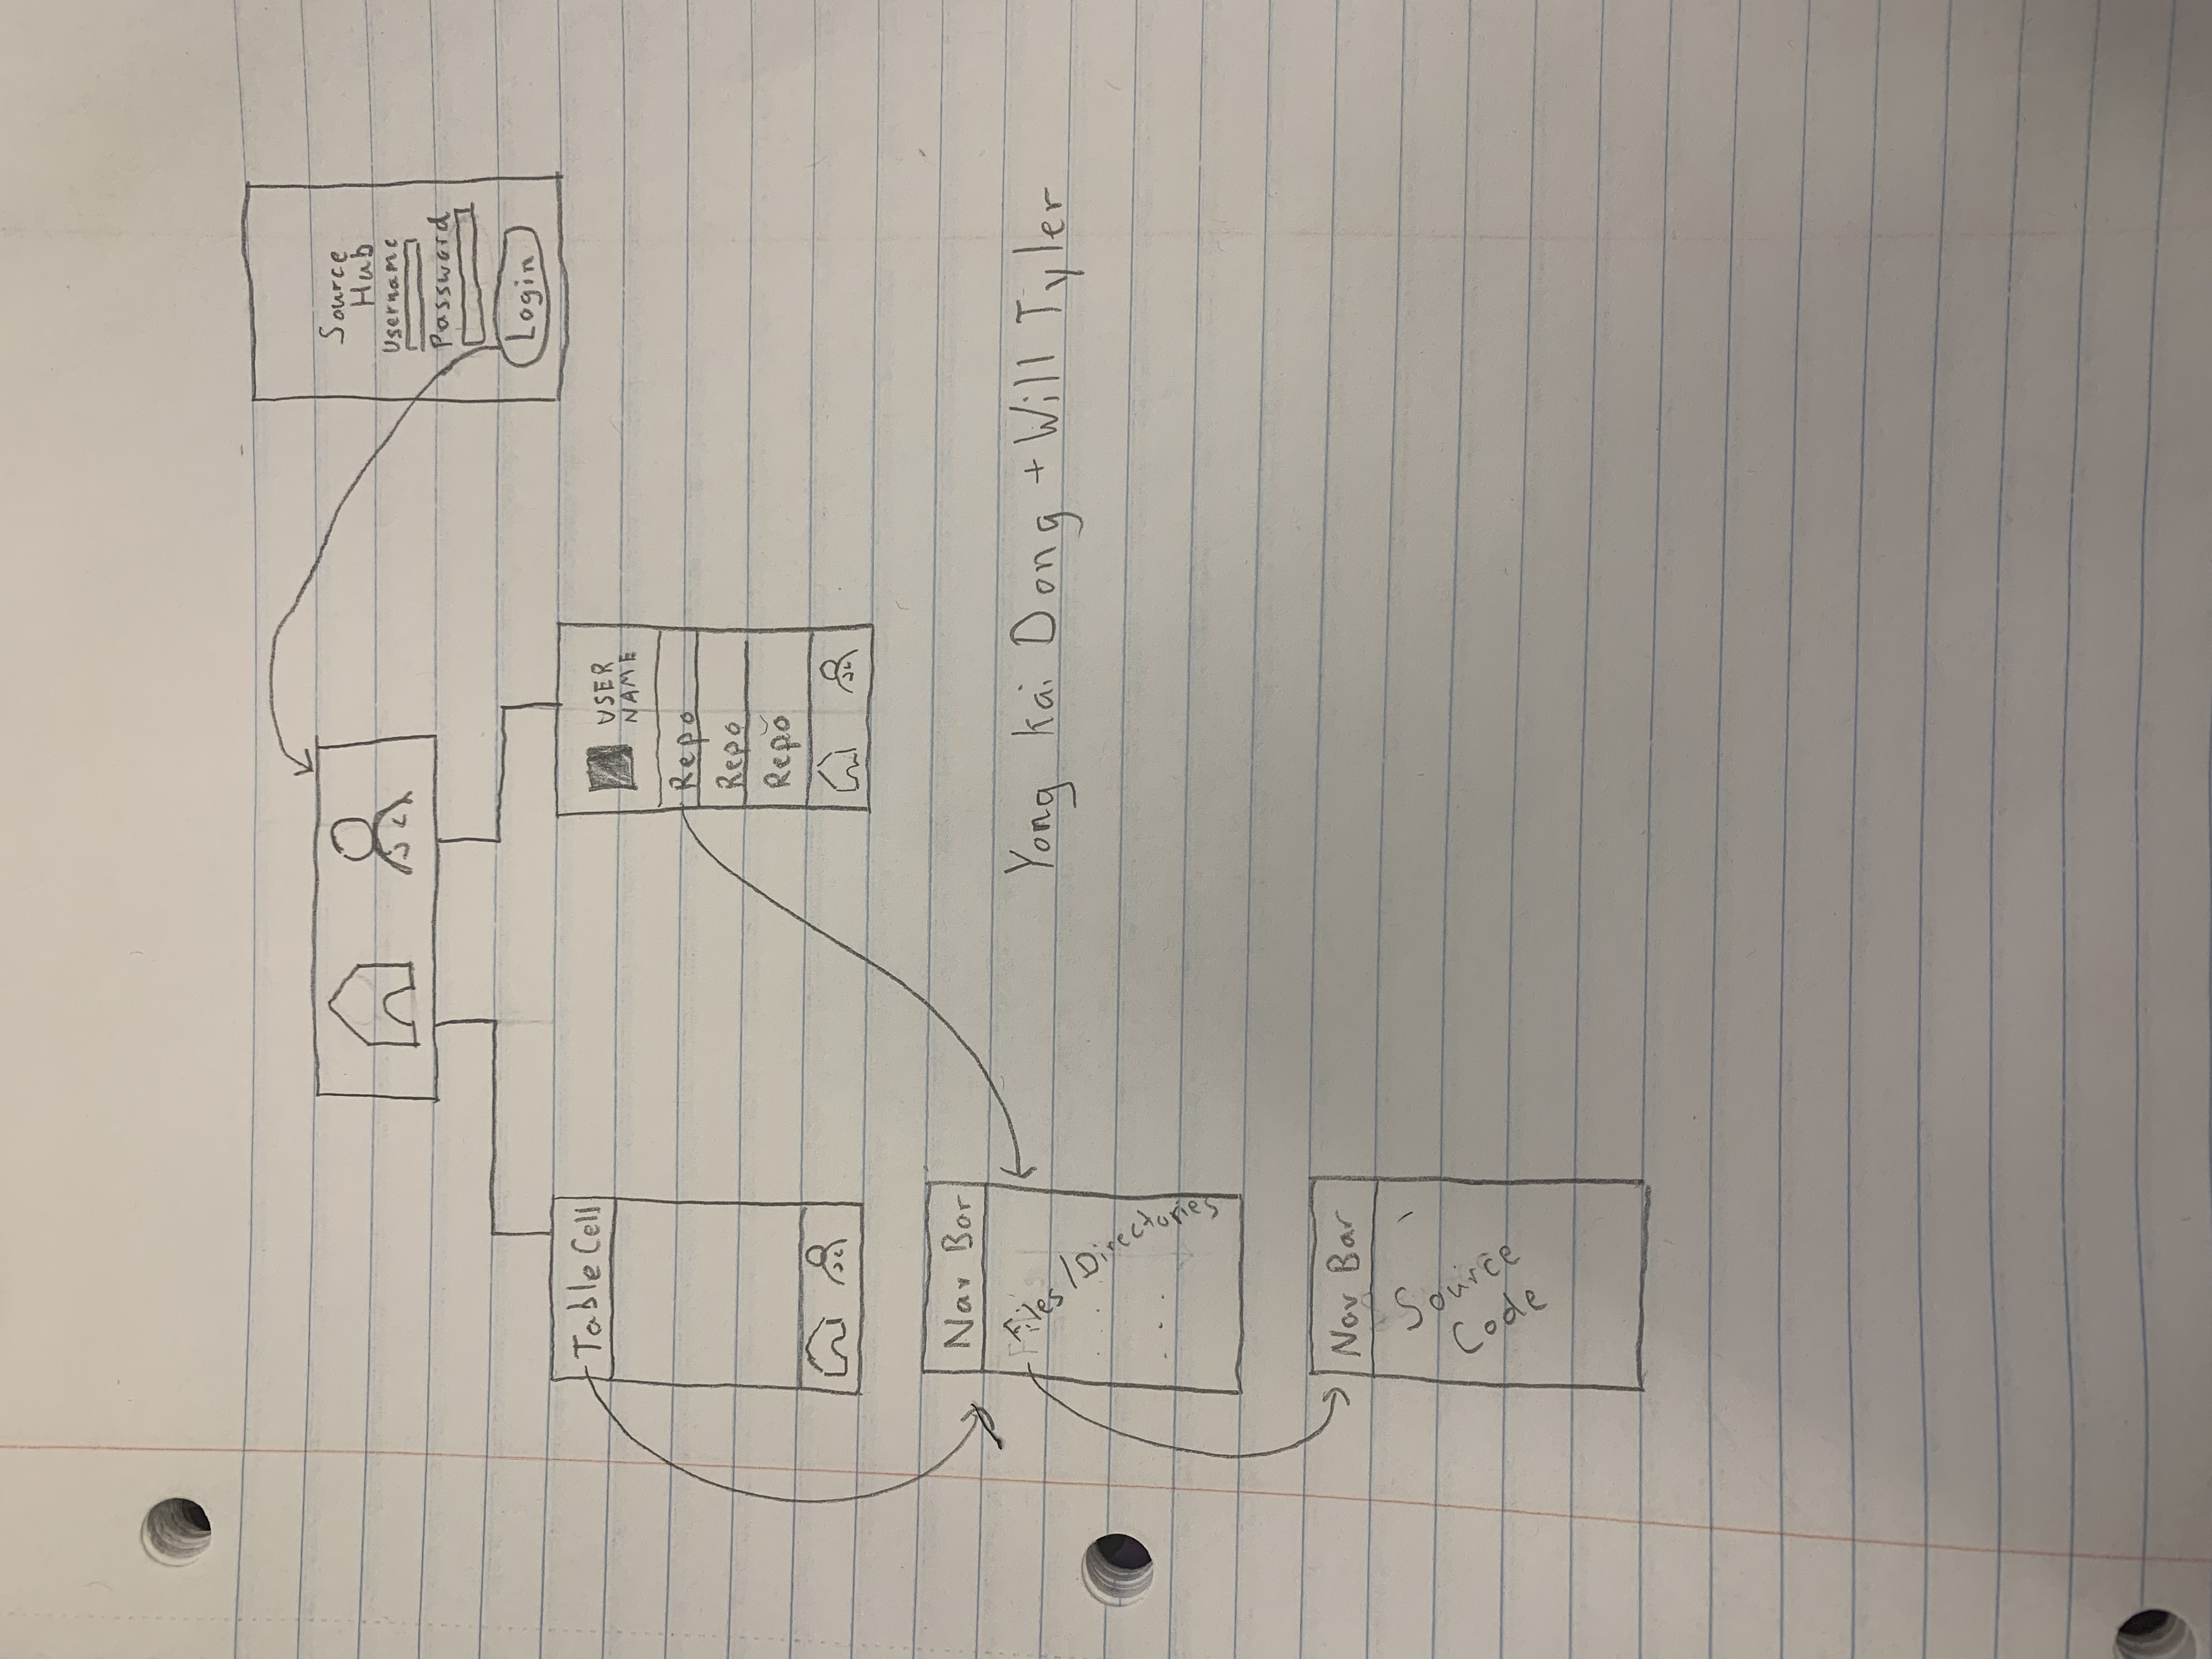 Source
Hub
Username
Password
Login
Table Cell
USER
NAME
Repo
Repo
Repo
Nav Bar
Files/Directories
Yong Kai Dong + Will Tyler
Nav Bar
Source
Code